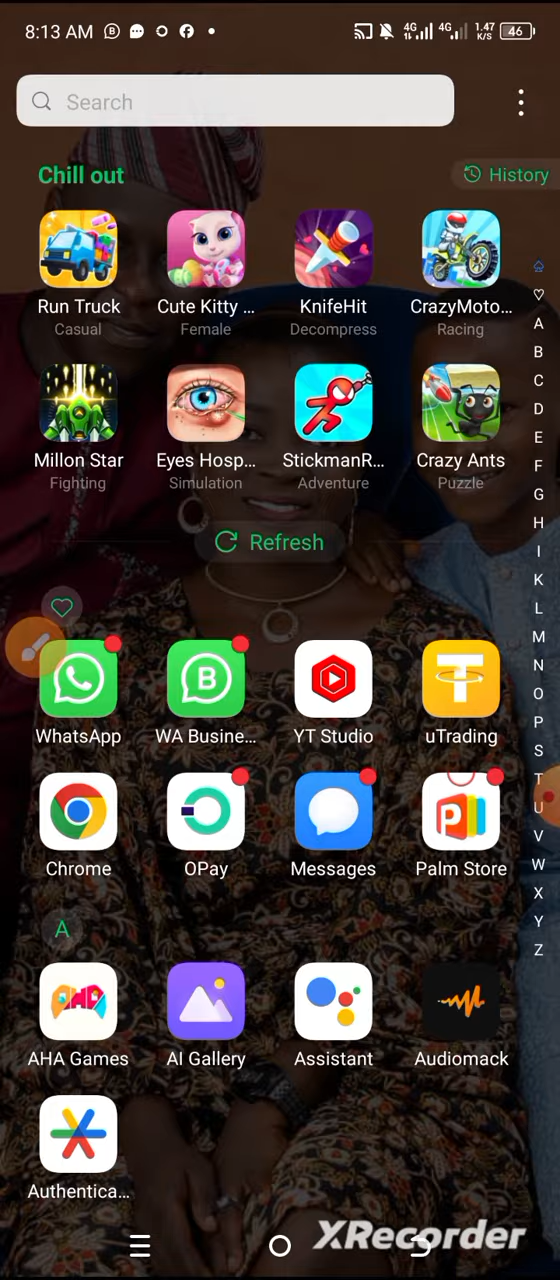 8:13 AM
4G 4G 1.47 K/S 46
Search
Chill out
History
Run Truck
Cute Kitty ...
KnifeHit
CrazyMoto...
Casual
Female
Decompress
Racing
Millon Star
Eyes Hosp...
StickmanR...
Crazy Ants
Fighting
Simulation
Adventure
Puzzle
Refresh
WhatsApp
WA Busine...
YT Studio
uTrading
Chrome
OPay
Messages
Palm Store
A
AHA Games
AI Gallery
Assistant
Audiomack
Authentica...
A
B
C
D
E
F
G
H
I
K
L
M
N
O
P
S
T
U
V
W
X
Y
Z
XRecorder